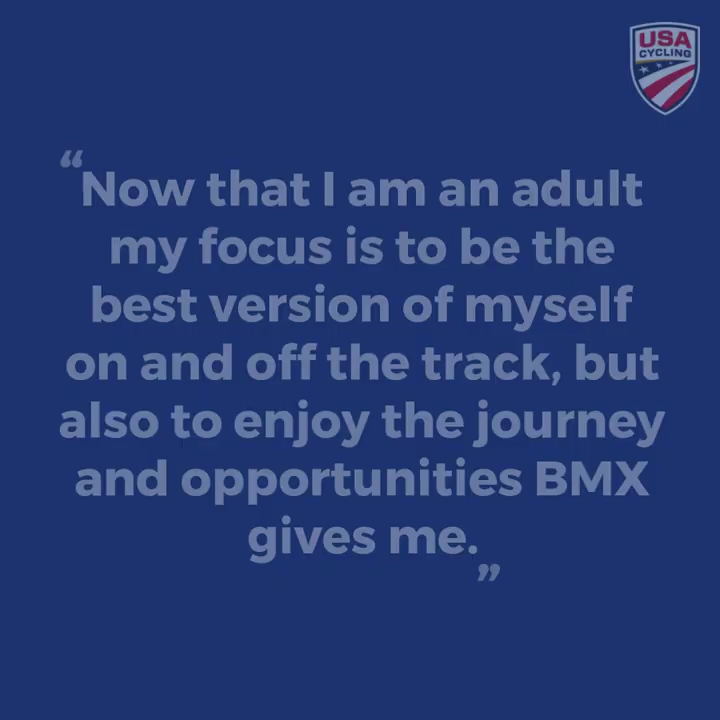 USA
CYCLING
“Now that I am an adult
my focus is to be the
best version of myself
on and off the track, but
also to enjoy the journey
and opportunities BMX
gives me.”